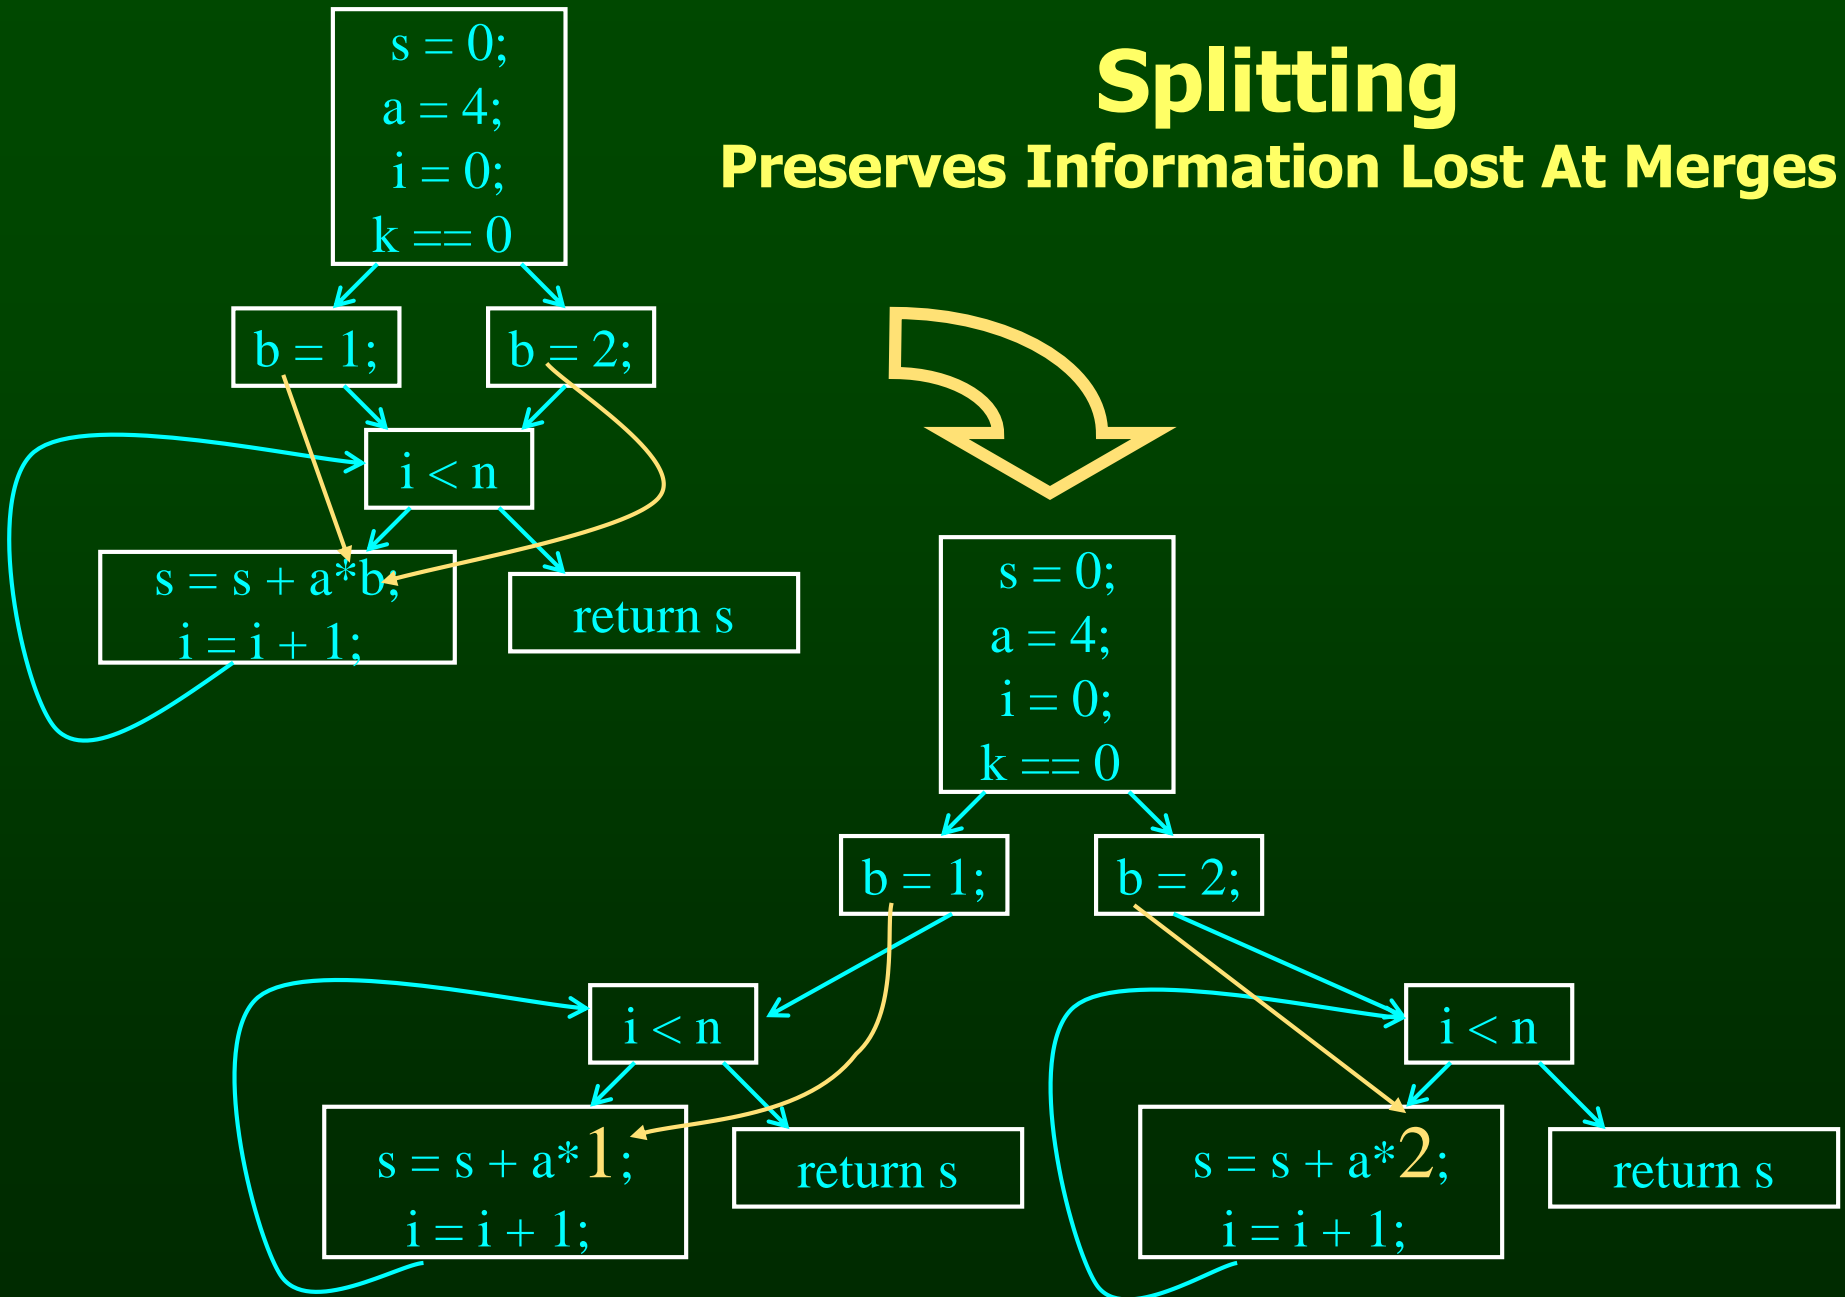 Splitting
Preserves Information Lost At Merges
s = 0;
a = 4;
i = 0;
k == 0
b = 1;
b = 2;
i < n
s = s + a*b;
i = i + 1;
return s
s = 0;
a = 4;
i = 0;
k == 0
b = 1;
b = 2;
i < n
s = s + a*1;
i = i + 1;
return s
i < n
s = s + a*2;
i = i + 1;
return s